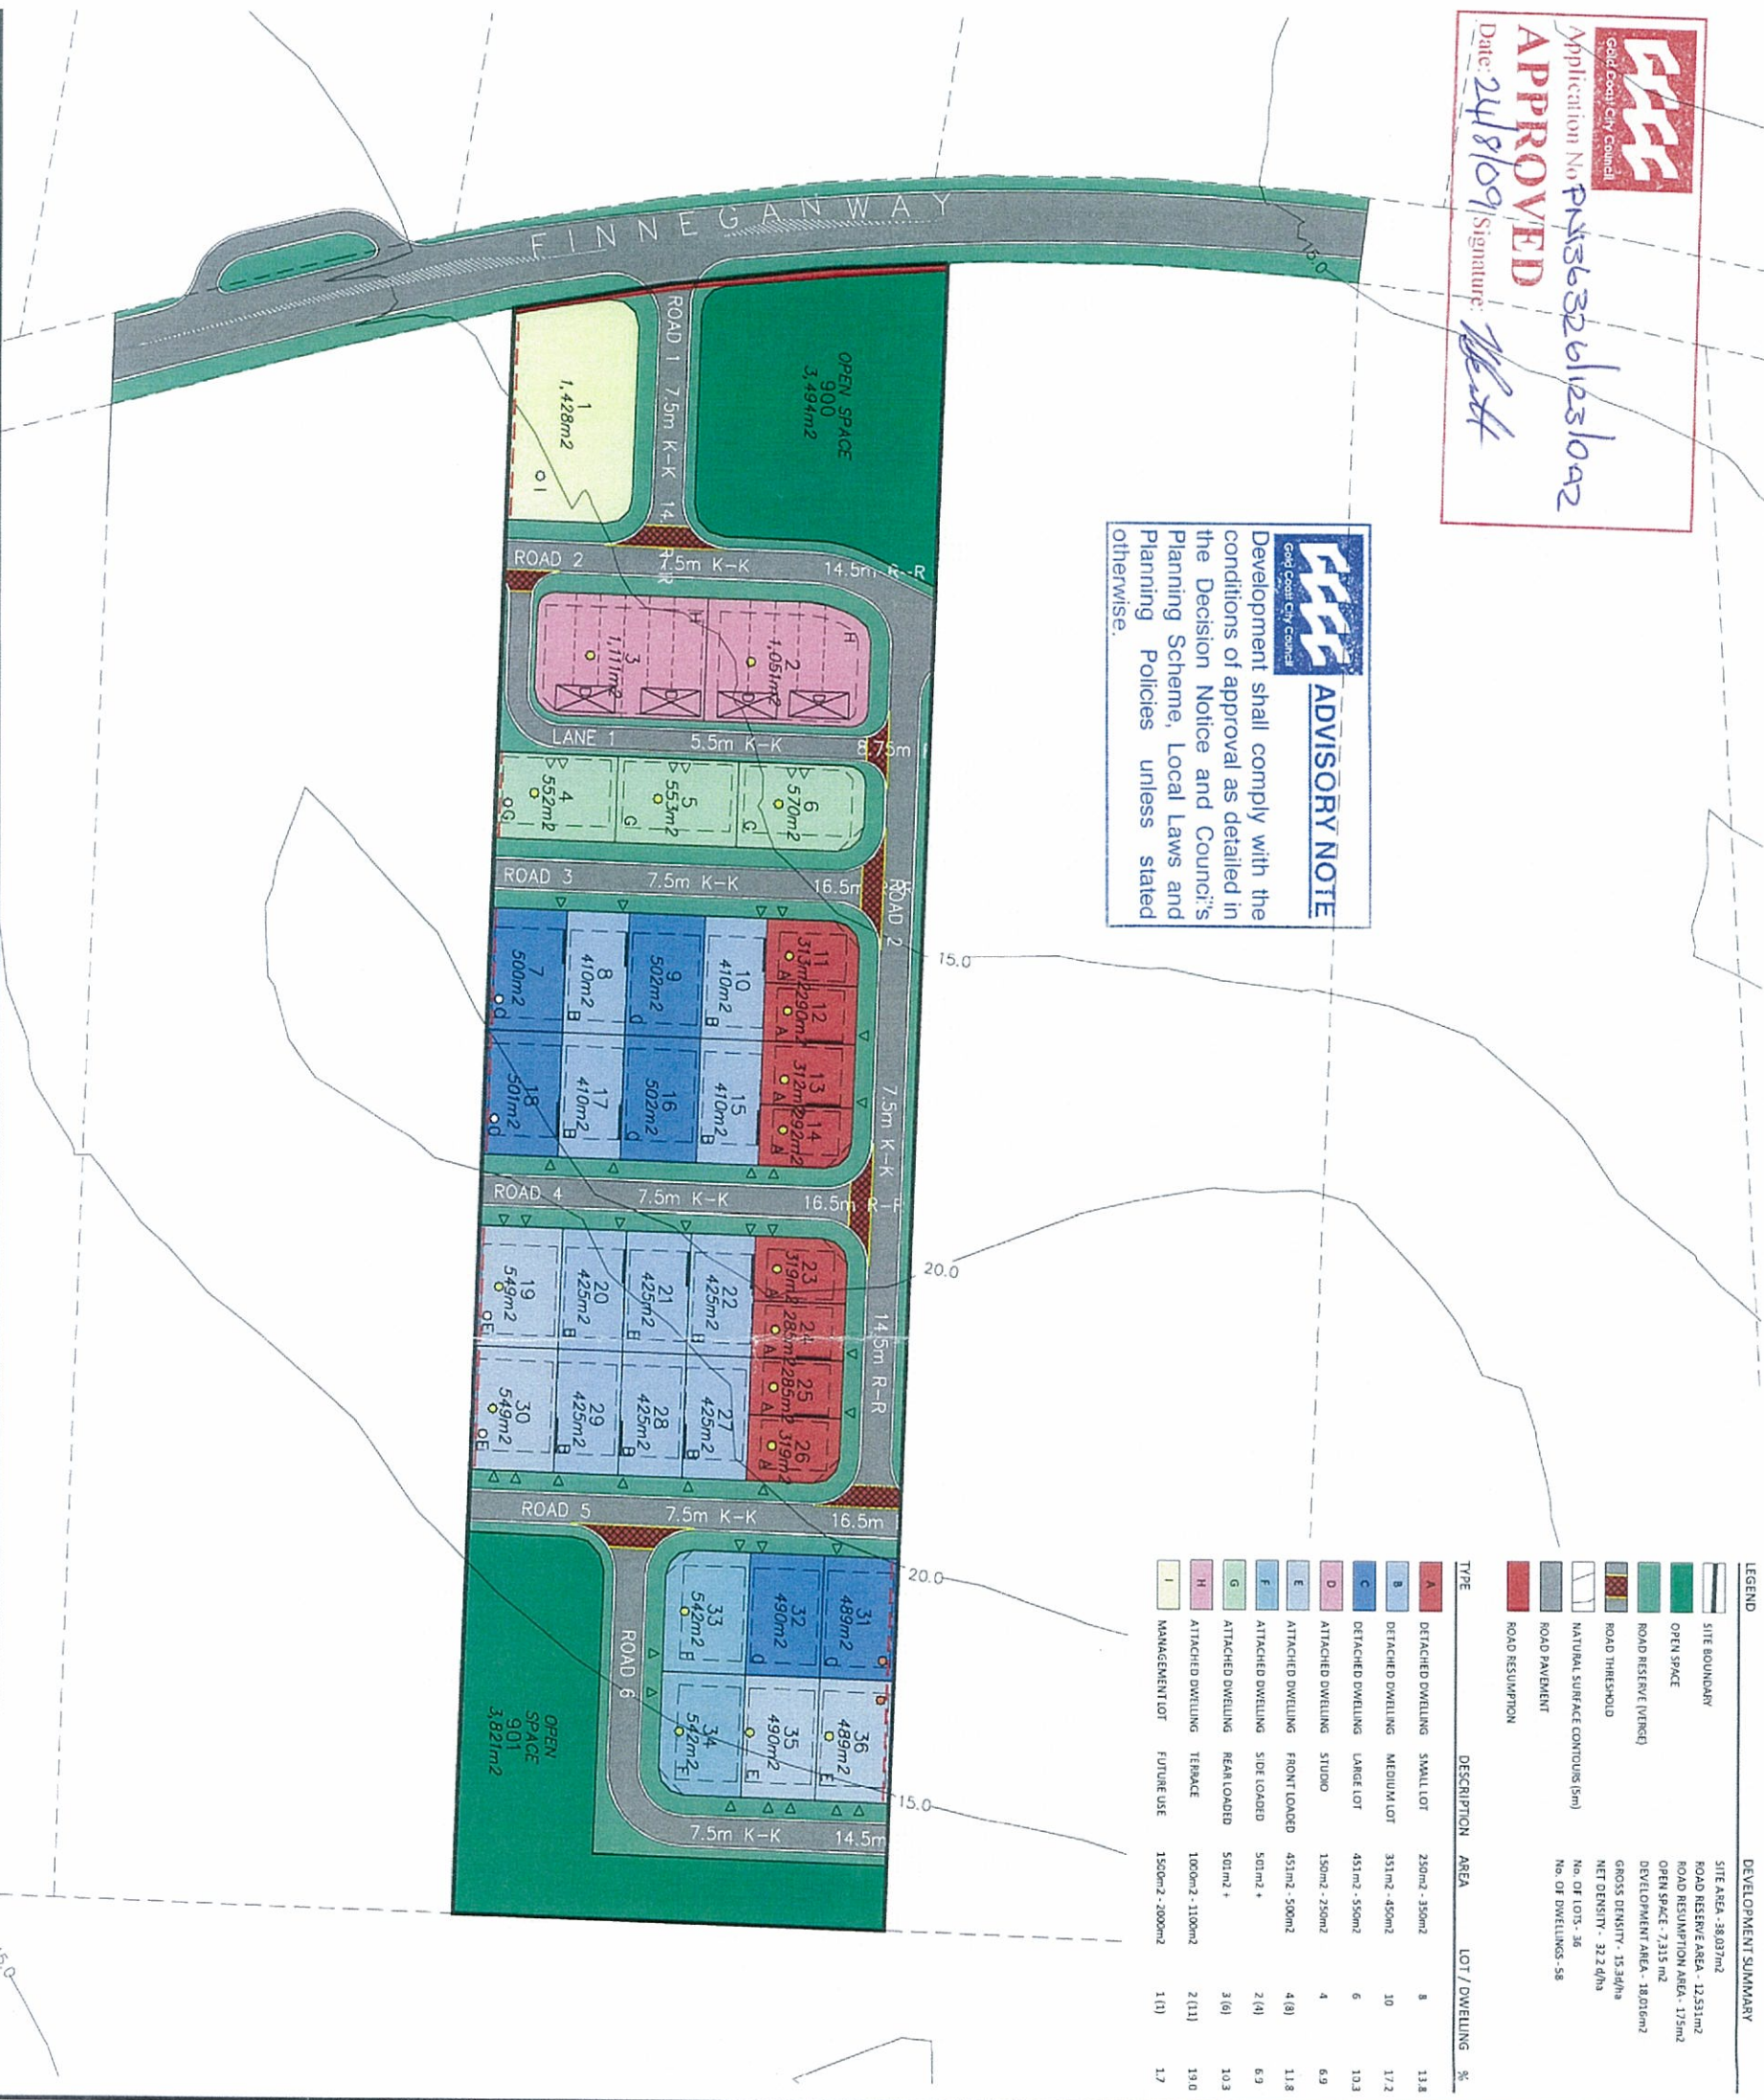 Gold Coast City Council
Application No PN136326/123/DA2
APPROVED
Date: 24/8/09 Signature:
Gold Coast City Council
ADVISORY NOTE
Development shall comply with the
conditions of approval as detailed in
the Decision Notice and Council's
Planning Scheme, Local Laws and
Planning Policies unless stated
otherwise.
LEGEND
SITE BOUNDARY
OPEN SPACE
ROAD RESERVE (VERGE)
ROAD THRESHOLD
NATURAL SURFACE CONTOURS (5m)
ROAD PAVEMENT
ROAD RESUMPTION
DEVELOPMENT SUMMARY
SITE AREA - 38,037m2
ROAD RESERVE AREA - 12,531m2
ROAD RESUMPTION AREA - 175m2
OPEN SPACE - 7,315 m2
DEVELOPMENT AREA - 18,016m2
GROSS DENSITY - 15.3d/ha
NET DENSITY - 32.2 d/ha
No. OF LOTS - 36
No. OF DWELLINGS - 58
TYPE DESCRIPTION AREA LOT / DWELLING %
A DETACHED DWELLING SMALL LOT 250m2 - 350m2 8 13.8
B DETACHED DWELLING MEDIUM LOT 351m2 - 450m2 10 17.2
C DETACHED DWELLING LARGE LOT 451m2 - 550m2 6 10.3
D ATTACHED DWELLING STUDIO 150m2 - 250m2 4 6.9
E ATTACHED DWELLING FRONT LOADED 451m2 - 500m2 4 (8) 11.8
F ATTACHED DWELLING SIDE LOADED 501m2 + 2 (4) 6.9
G ATTACHED DWELLING REAR LOADED 501m2 + 3 (6) 10.3
H ATTACHED DWELLING TERRACE 1000m2 - 1100m2 2 (11) 19.0
I MANAGEMENT LOT FUTURE USE 1500m2 - 2000m2 1 (1) 1.7
FINNEGAN WAY
15.0
OPEN SPACE
900
3,494m2
ROAD 1 7.5m K-K 14.
1
1,428m2
I
ROAD 2 7.5m K-K 14.5m R-R
2
1,051m2
H
D
D
3
1,111m2
H
D
D
LANE 1 5.5m K-K 8.75m
4
552m2
G
5
553m2
G
6
570m2
G
ROAD 3 7.5m K-K 16.5m
ROAD 2 7.5m K-K 14.5m R-R
7
500m2
d
8
410m2
B
9
502m2
d
10
410m2
B
11
313m2
A
12
290m2
A
13
312m2
A
14
292m2
A
15
410m2
B
16
502m2
d
17
410m2
B
18
501m2
d
15.0
ROAD 4 7.5m K-K 16.5m R-R
19
549m2
E
20
425m2
B
21
425m2
B
22
425m2
B
23
319m2
A
24
285m2
A
25
285m2
A
26
319m2
A
27
425m2
B
28
425m2
B
29
425m2
B
30
549m2
E
20.0
ROAD 5 7.5m K-K 16.5m
31
489m2
d
32
490m2
d
33
542m2
F
34
542m2
F
35
490m2
E
36
489m2
E
20.0
ROAD 6
7.5m K-K 14.5m
15.0
OPEN
SPACE
901
3,821m2